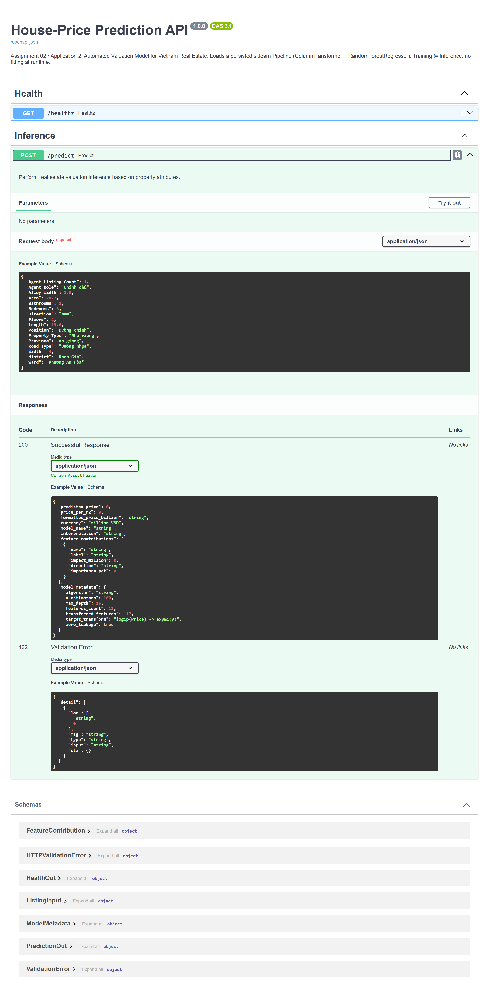 House-Price Prediction API 1.0.0 OAS 3.1
/openapi.json
Assignment 02 · Application 2: Automated Valuation Model for Vietnam Real Estate. Loads a persisted sklearn Pipeline (ColumnTransformer + RandomForestRegressor). Training != Inference: no
fitting at runtime.
Health
GET /healthz Healthz
Inference
POST /predict Predict
Perform real estate valuation inference based on property attributes.
Parameters Try it out
No parameters
Request body required application/json
Example Value Schema
{
"Agent Listing Count": 1,
"Agent Role": "Chính chủ",
"Alley Width": 3.5,
"Area": 78.7,
"Bathrooms": 2,
"Bedrooms": 3,
"Direction": "Nam",
"Floors": 2,
"Length": 19.6,
"Position": "Đường chính",
"Property Type": "Nhà riêng",
"Province": "an-giang",
"Road Type": "Đường nhựa",
"Width": 4,
"district": "Rạch Giá",
"ward": "Phường An Hòa"
}
Responses
Code Description Links
200 Successful Response No links
Media type
application/json
Controls Accept header.
Example Value Schema
{
"predicted_price": 0,
"price_per_m2": 0,
"formatted_price_billion": "string",
"currency": "million VND",
"model_name": "string",
"interpretation": "string",
"feature_contributions": [
{
"name": "string",
"label": "string",
"impact_million": 0,
"direction": "string",
"importance_pct": 0
}
],
"model_metadata": {
"algorithm": "string",
"n_estimators": 100,
"max_depth": 16,
"features_count": 18,
"transformed_features": 117,
"target_transform": "log1p(Price) -> expm1(y)",
"zero_leakage": true
}
}
422 Validation Error No links
Media type
application/json
Example Value Schema
{
"detail": [
{
"loc": [
"string",
0
],
"msg": "string",
"type": "string",
"input": "string",
"ctx": {}
}
]
}
Schemas
FeatureContribution Expand all object
HTTPValidationError Expand all object
HealthOut Expand all object
ListingInput Expand all object
ModelMetadata Expand all object
PredictionOut Expand all object
ValidationError Expand all object